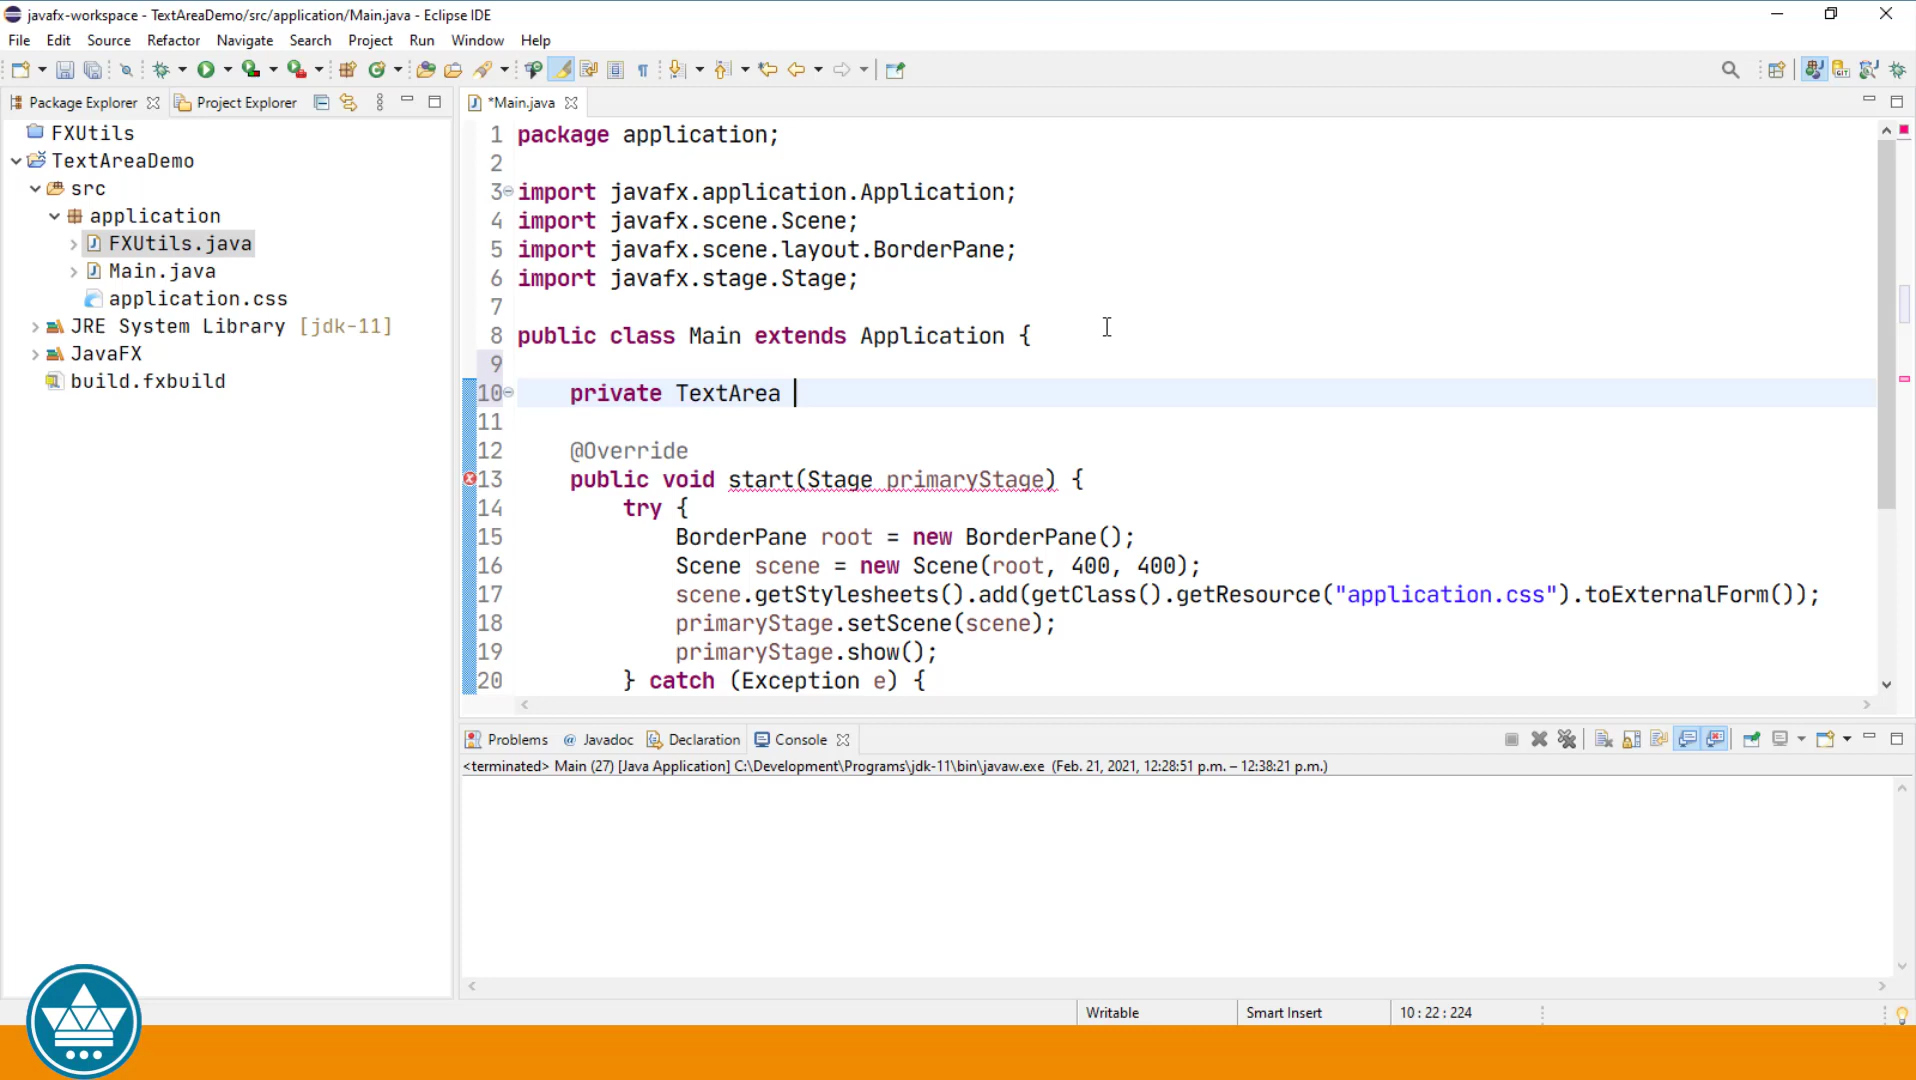 javafx-workspace - TextAreaDemo/src/application/Main.java - Eclipse IDE
File Edit Source Refactor Navigate Search Project Run Window Help
Package Explorer Project Explorer
FXUtils
TextAreaDemo
src
application
FXUtils.java
Main.java
application.css
JRE System Library [jdk-11]
JavaFX
build.fxbuild
*Main.java
1 package application;
2
3 import javafx.application.Application;
4 import javafx.scene.Scene;
5 import javafx.scene.layout.BorderPane;
6 import javafx.stage.Stage;
7
8 public class Main extends Application {
9
10 private TextArea
11
12 @Override
13 public void start(Stage primaryStage) {
14 try {
15 BorderPane root = new BorderPane();
16 Scene scene = new Scene(root, 400, 400);
17 scene.getStylesheets().add(getClass().getResource("application.css").toExternalForm());
18 primaryStage.setScene(scene);
19 primaryStage.show();
20 } catch (Exception e) {
Problems @ Javadoc Declaration Console
<terminated> Main (27) [Java Application] C:\Development\Programs\jdk-11\bin\javaw.exe (Feb. 21, 2021, 12:28:51 p.m. – 12:38:21 p.m.)
Writable Smart Insert 10 : 22 : 224